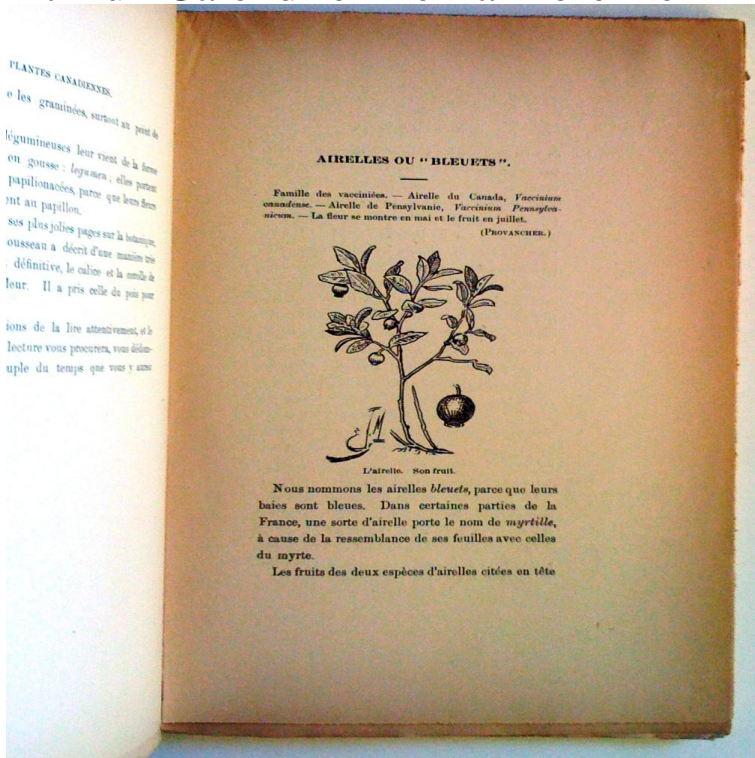 PLANTES CANADIENNES.
e les graminées, surtout au point de
légumineuses leur vient de la forme
en gousse : legumen ; elles portent
papilionacées, parce que leurs fleurs
ent au papillon.
ses plus jolies pages sur la botanique,
ousseau a décrit d'une manière très
définitive, le calice et la corolle de
leur. Il a pris celle du pois pour
ions de la lire attentivement, et le
lecture vous procurera, vous dédom-
uple du temps que vous y aurez
AIRELLES OU "BLEUETS".
Famille des vacciniées. — Airelle du Canada, Vaccinium
canadense. — Airelle de Pensylvanie, Vaccinium Pennsylva-
nicum. — La fleur se montre en mai et le fruit en juillet.
(PROVANCHER.)
L'airelle. Son fruit.
Nous nommons les airelles bleuets, parce que leurs
baies sont bleues. Dans certaines parties de la
France, une sorte d'airelle porte le nom de myrtille,
à cause de la ressemblance de ses feuilles avec celles
du myrte.
Les fruits des deux espèces d'airelles citées en tête